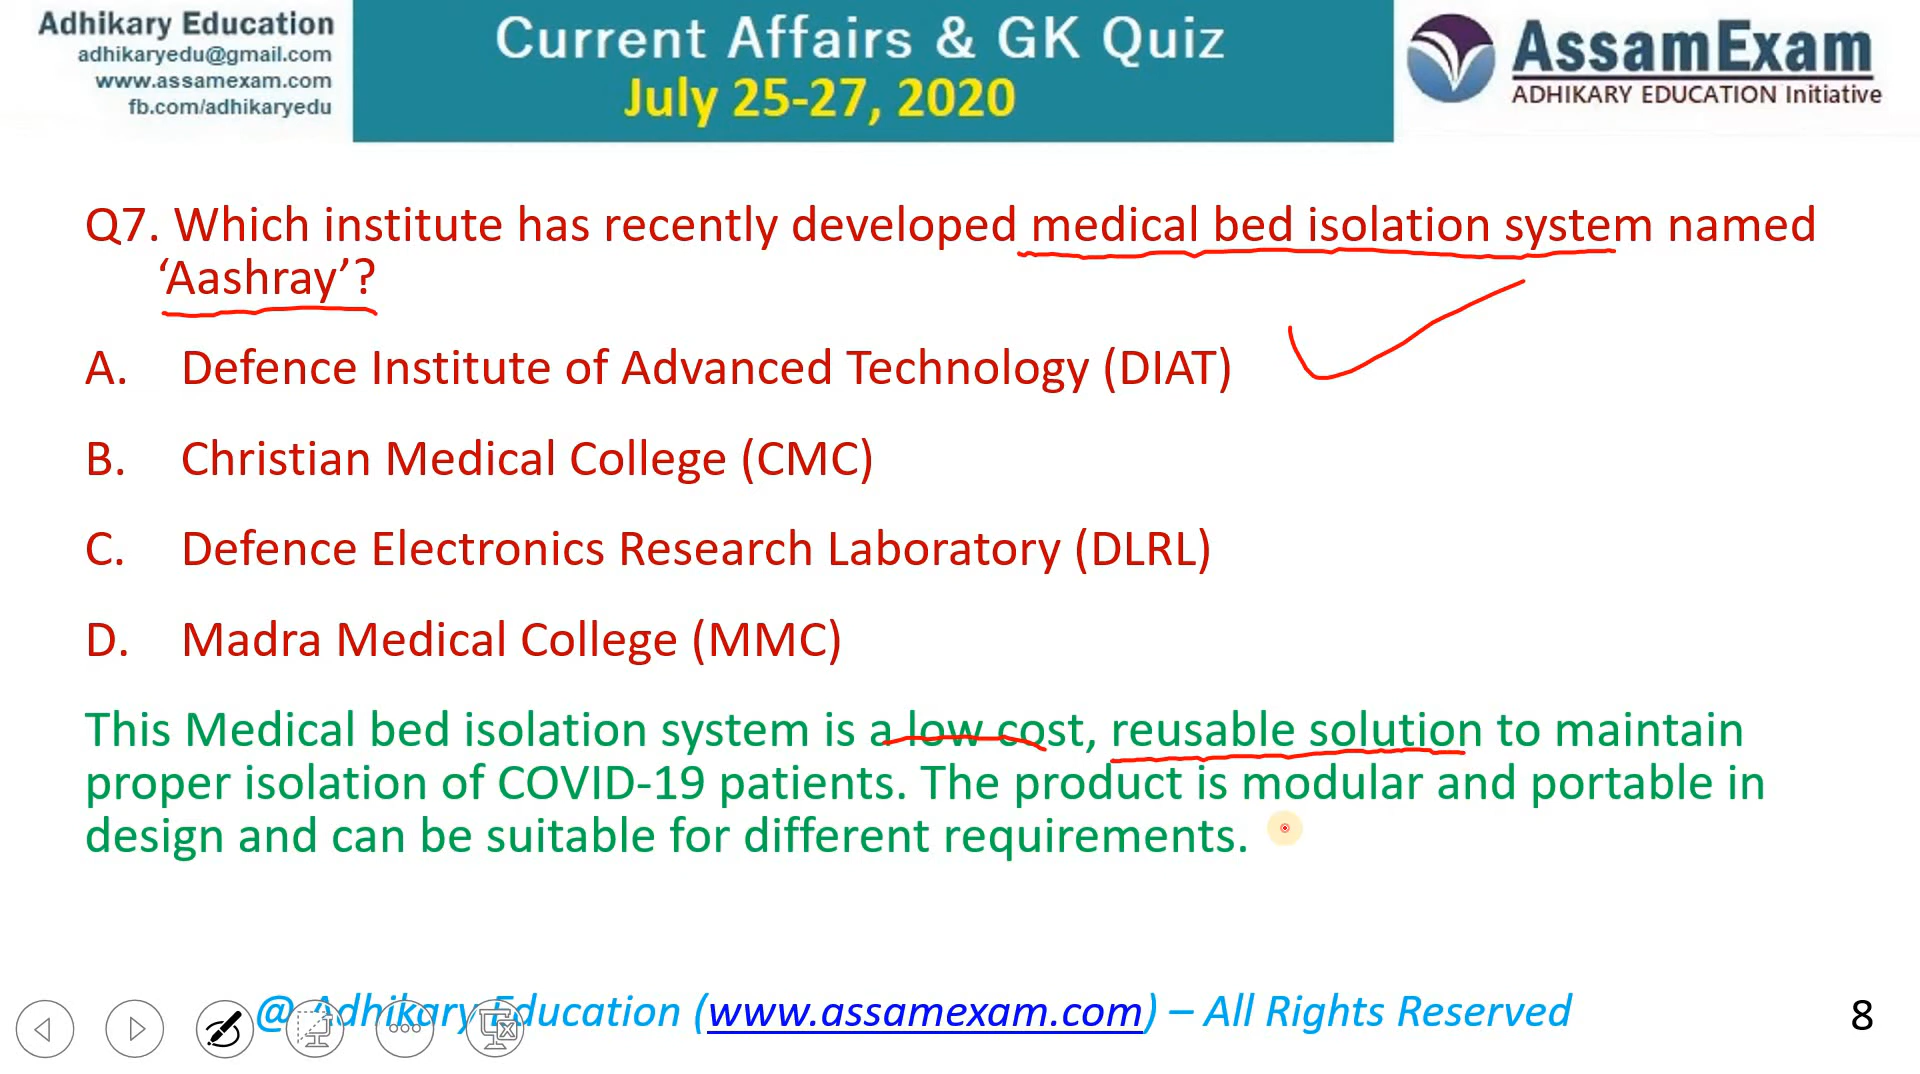 Adhikary Education
adhikaryedu@gmail.com
www.assamexam.com
fb.com/adhikaryedu
Current Affairs & GK Quiz
July 25-27, 2020
AssamExam
ADHIKARY EDUCATION Initiative
Q7. Which institute has recently developed medical bed isolation system named
‘Aashray’?
A. Defence Institute of Advanced Technology (DIAT)
B. Christian Medical College (CMC)
C. Defence Electronics Research Laboratory (DLRL)
D. Madra Medical College (MMC)
This Medical bed isolation system is a low cost, reusable solution to maintain
proper isolation of COVID-19 patients. The product is modular and portable in
design and can be suitable for different requirements.
@ Adhikary Education (www.assamexam.com) – All Rights Reserved
8